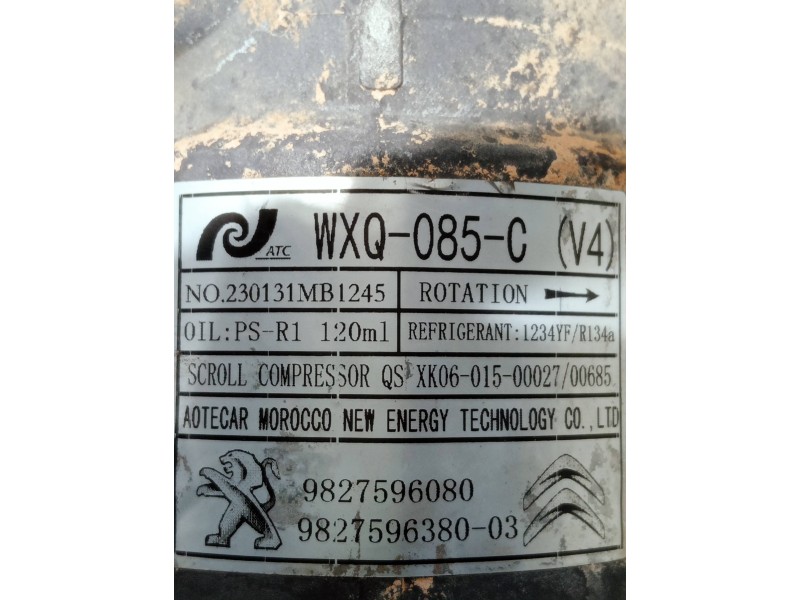 ATC WXQ-085-C (V4)
NO.230131MB1245 ROTATION
OIL:PS-R1 120ml REFRIGERANT:1234YF/R134a
SCROLL COMPRESSOR QS XK06-015-00027/00685
AOTECAR MOROCCO NEW ENERGY TECHNOLOGY CO.,LTD
9827596080
9827596380-03